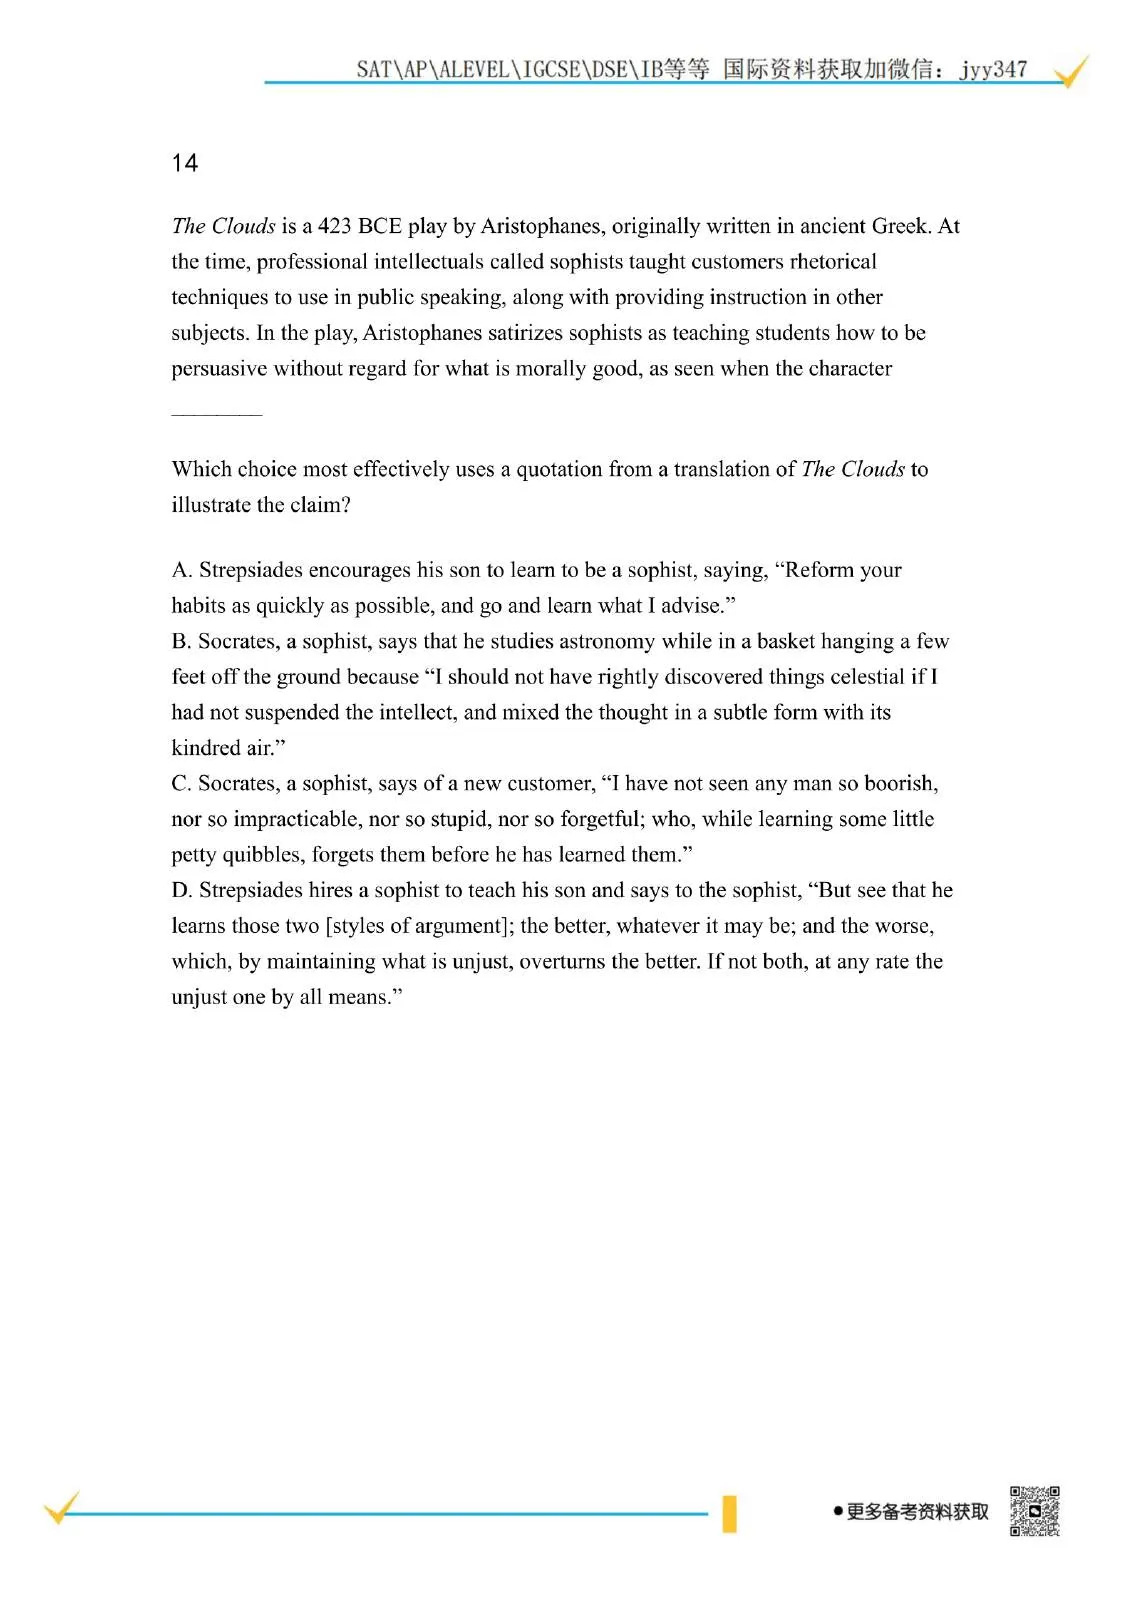 SAT\AP\ALEVEL\IGCSE\DSE\IB等等 国际资料获取加微信：jyy347
14
The Clouds is a 423 BCE play by Aristophanes, originally written in ancient Greek. At
the time, professional intellectuals called sophists taught customers rhetorical
techniques to use in public speaking, along with providing instruction in other
subjects. In the play, Aristophanes satirizes sophists as teaching students how to be
persuasive without regard for what is morally good, as seen when the character
________
Which choice most effectively uses a quotation from a translation of The Clouds to
illustrate the claim?
A. Strepsiades encourages his son to learn to be a sophist, saying, “Reform your
habits as quickly as possible, and go and learn what I advise.”
B. Socrates, a sophist, says that he studies astronomy while in a basket hanging a few
feet off the ground because “I should not have rightly discovered things celestial if I
had not suspended the intellect, and mixed the thought in a subtle form with its
kindred air.”
C. Socrates, a sophist, says of a new customer, “I have not seen any man so boorish,
nor so impracticable, nor so stupid, nor so forgetful; who, while learning some little
petty quibbles, forgets them before he has learned them.”
D. Strepsiades hires a sophist to teach his son and says to the sophist, “But see that he
learns those two [styles of argument]; the better, whatever it may be; and the worse,
which, by maintaining what is unjust, overturns the better. If not both, at any rate the
unjust one by all means.”
●更多备考资料获取